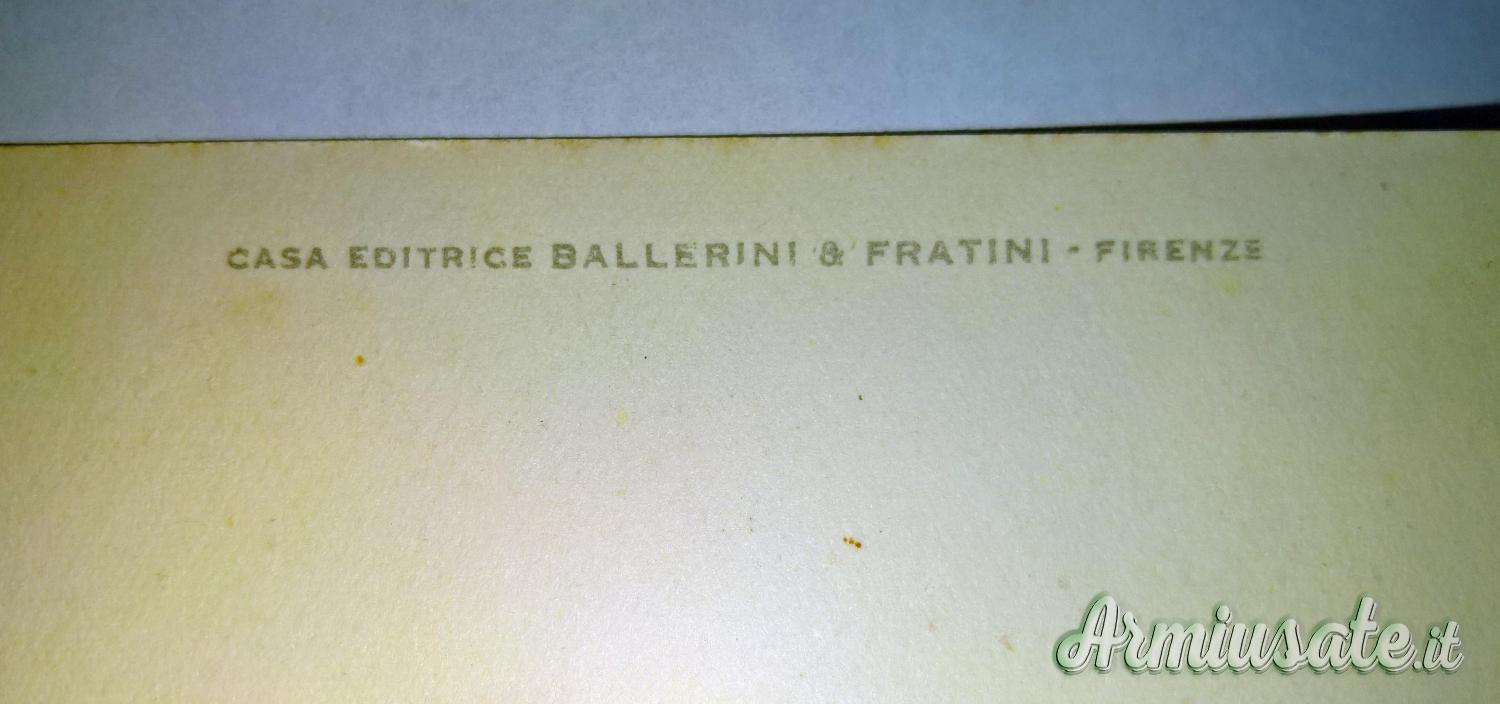 CASA EDITRICE BALLERINI & FRATINI - FIRENZE
Armiusate.it